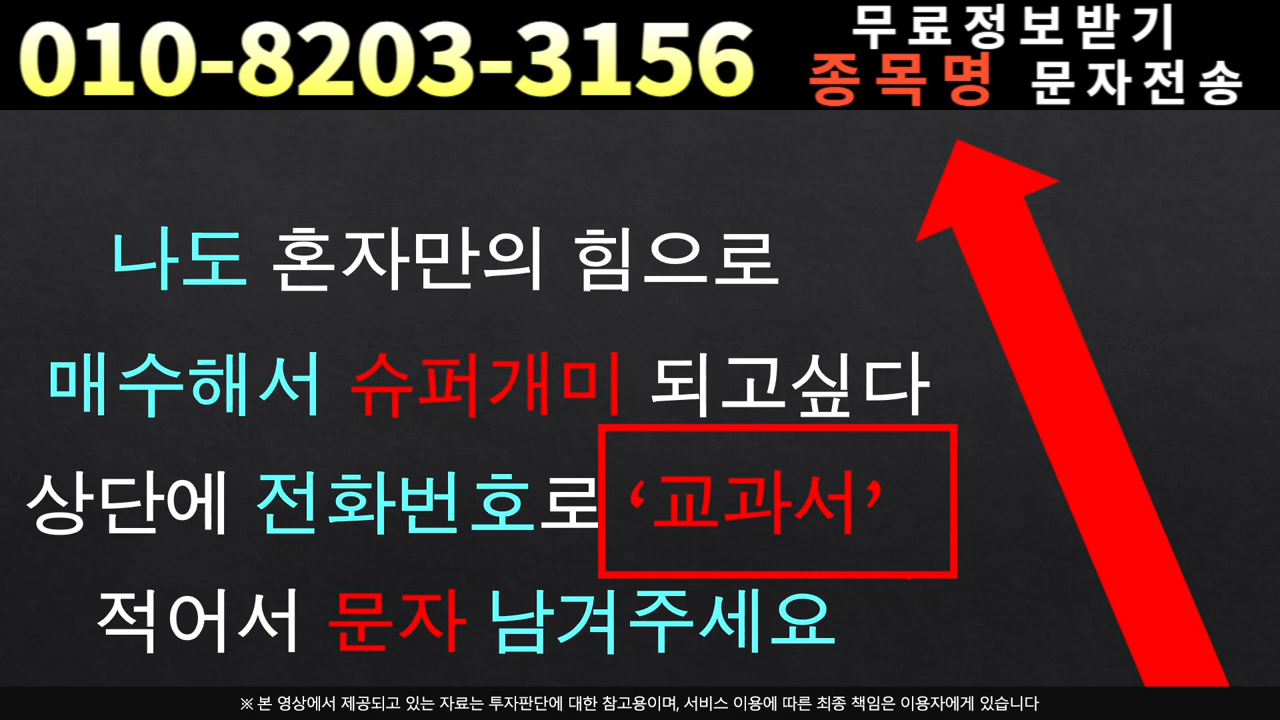 010-8203-3156
무료정보받기
종목명 문자전송
나도 혼자만의 힘으로
매수해서 슈퍼개미 되고싶다
상단에 전화번호로 ‘교과서’
적어서 문자 남겨주세요
※ 본 영상에서 제공되고 있는 자료는 투자판단에 대한 참고용이며, 서비스 이용에 따른 최종 책임은 이용자에게 있습니다